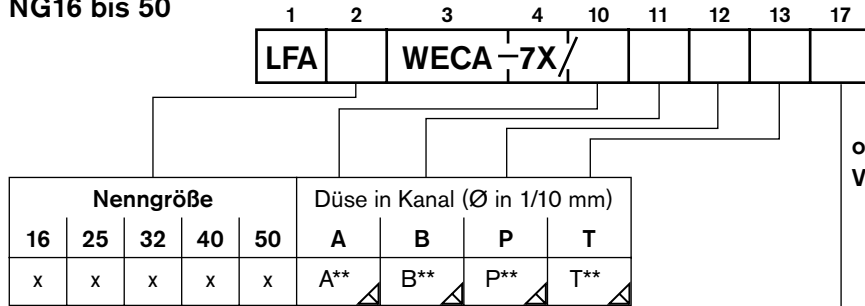 NG16 bis 50
1 2 3 4 10 11 12 13 17
LFA WECA –7X/
o
V
Nenngröße Düse in Kanal (Ø in 1/10 mm)
16 25 32 40 50 A B P T
x x x x x A** B** P** T**